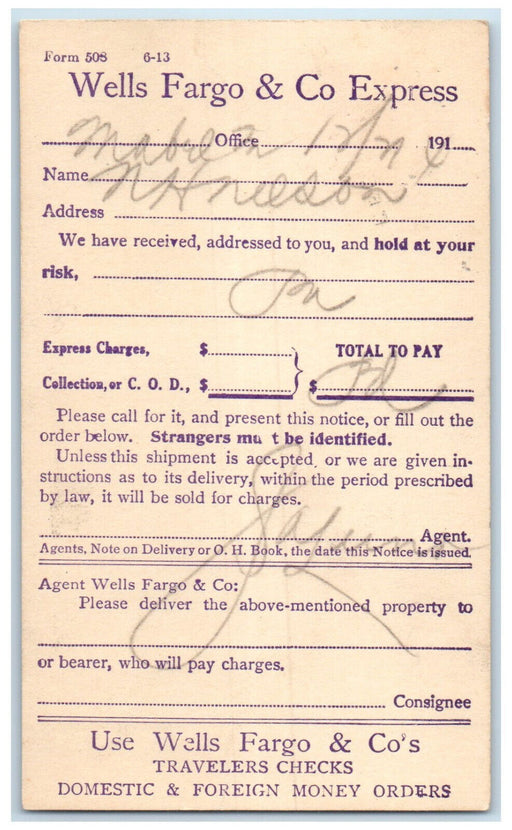 Form 508 6-13
Wells Fargo & Co Express
Office 12/21 191
Name N H Nelson
Address
We have received, addressed to you, and hold at your
risk,
Express Charges, $ TOTAL TO PAY
Collection, or C. O. D., $ $ Pd
Please call for it, and present this notice, or fill out the
order below. Strangers mu t be identified.
Unless this shipment is accepted, or we are given in-
structions as to its delivery, within the period prescribed
by law, it will be sold for charges.
Agent.
Agents, Note on Delivery or O. H. Book, the date this Notice is issued.
Agent Wells Fargo & Co:
Please deliver the above-mentioned property to
or bearer, who will pay charges.
Consignee
Use Wells Fargo & Co's
TRAVELERS CHECKS
DOMESTIC & FOREIGN MONEY ORDERS